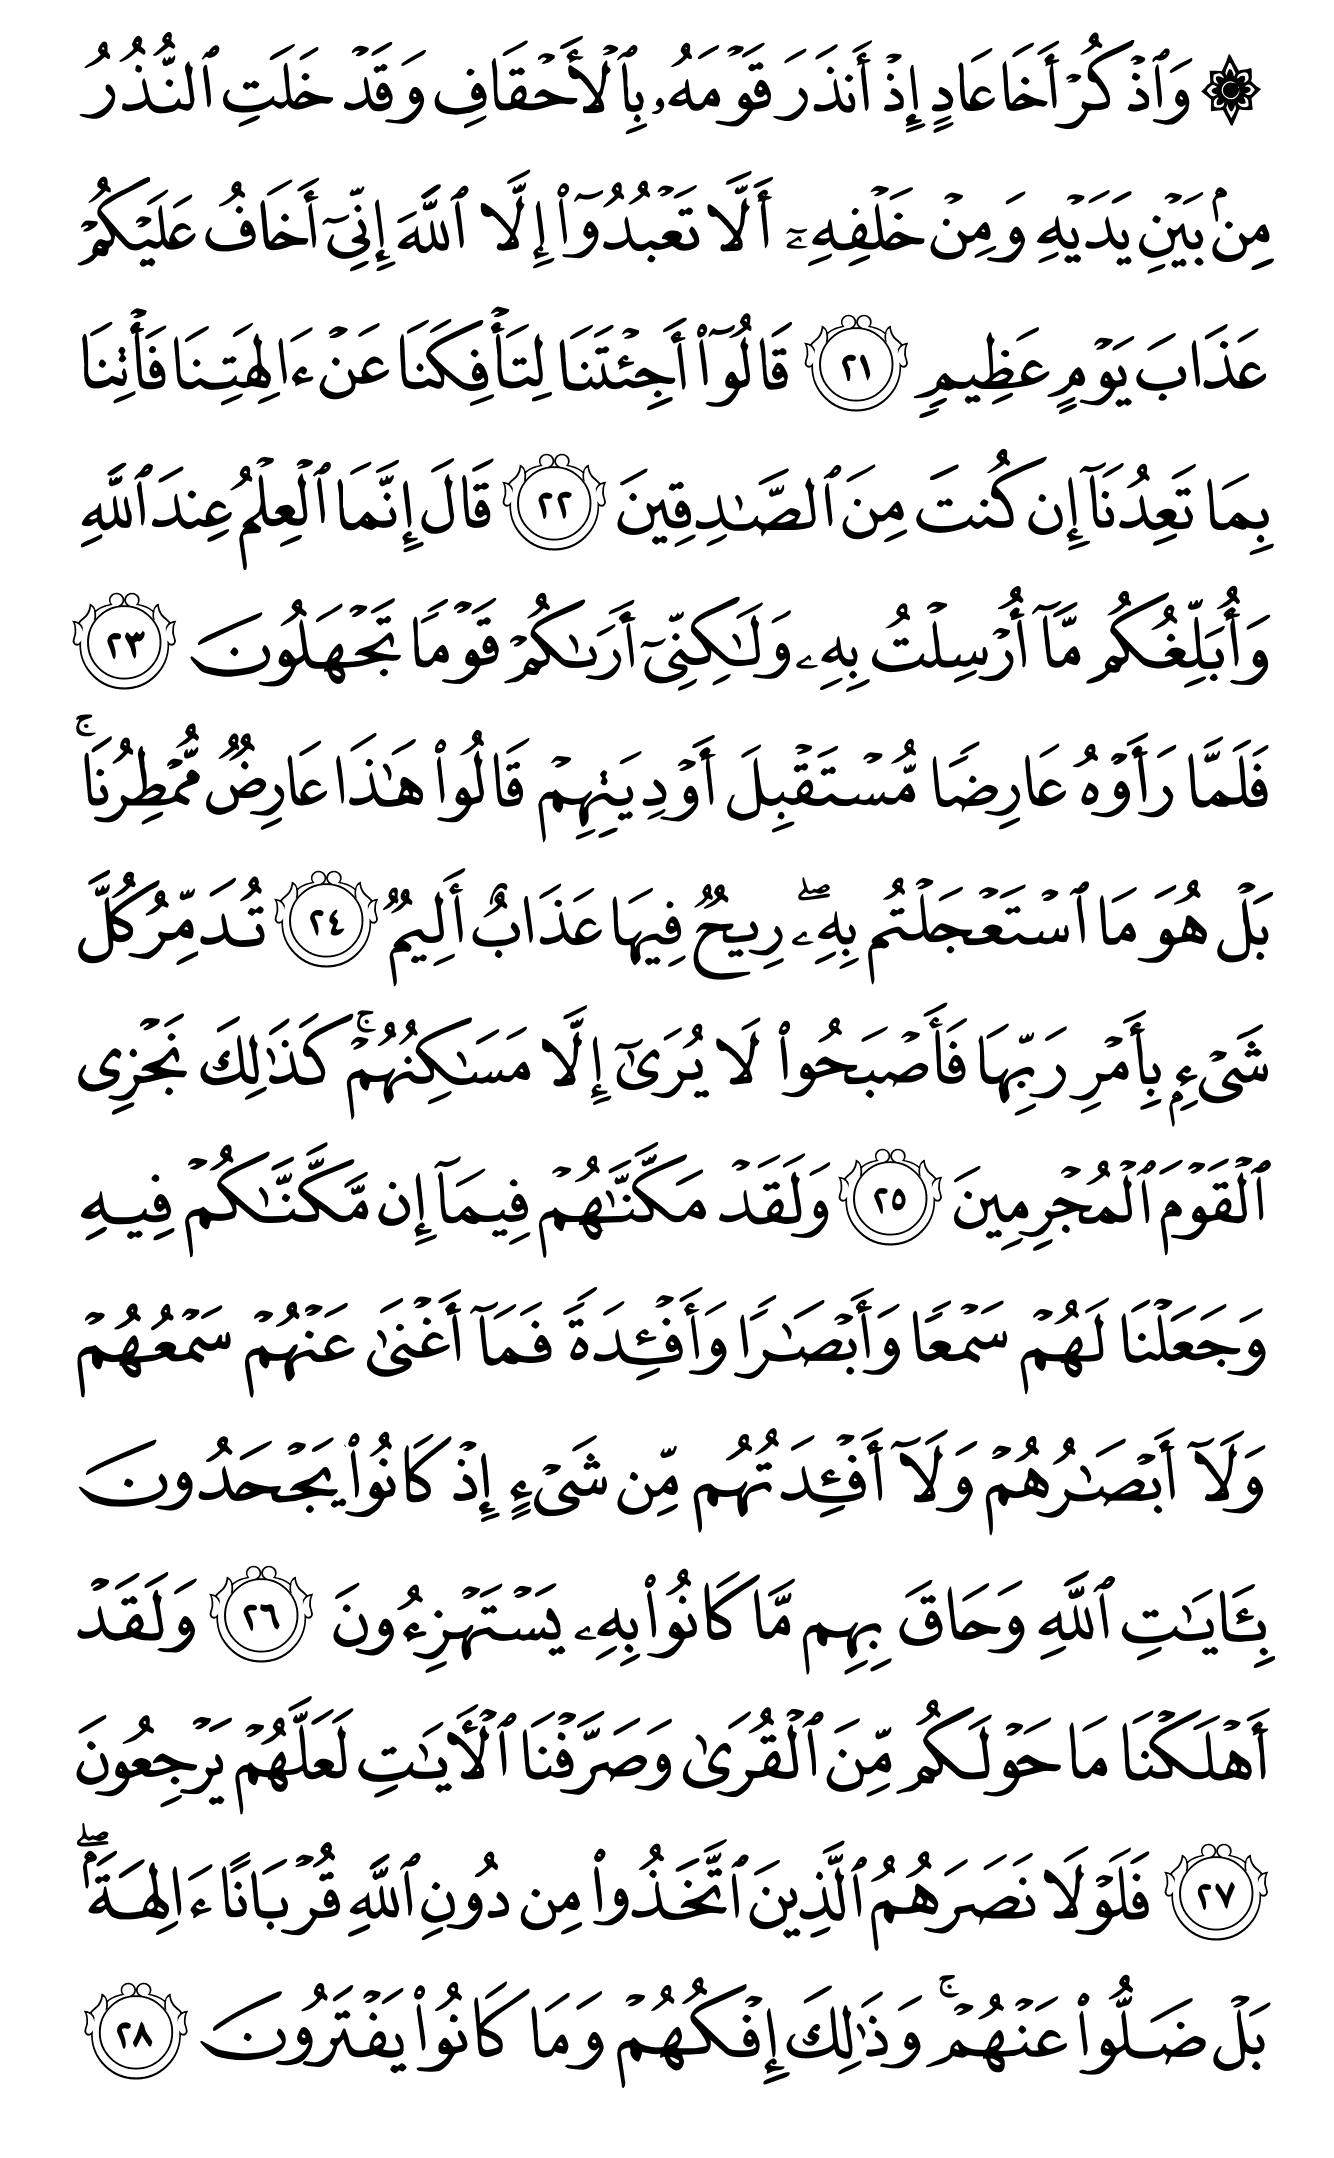 ۞ وَٱذۡكُرۡ أَخَا عَادٍ إِذۡ أَنذَرَ قَوۡمَهُۥ بِٱلۡأَحۡقَافِ وَقَدۡ خَلَتِ ٱلنُّذُرُ
مِنۢ بَيۡنِ يَدَيۡهِ وَمِنۡ خَلۡفِهِۦٓ أَلَّا تَعۡبُدُوٓاْ إِلَّا ٱللَّهَ إِنِّيٓ أَخَافُ عَلَيۡكُمۡ
عَذَابَ يَوۡمٍ عَظِيمٖ ٢١ قَالُوٓاْ أَجِئۡتَنَا لِتَأۡفِكَنَا عَنۡ ءَالِهَتِنَا فَأۡتِنَا
بِمَا تَعِدُنَآ إِن كُنتَ مِنَ ٱلصَّٰدِقِينَ ٢٢ قَالَ إِنَّمَا ٱلۡعِلۡمُ عِندَ ٱللَّهِ
وَأُبَلِّغُكُم مَّآ أُرۡسِلۡتُ بِهِۦ وَلَٰكِنِّيٓ أَرَىٰكُمۡ قَوۡمٗا تَجۡهَلُونَ ٢٣
فَلَمَّا رَأَوۡهُ عَارِضٗا مُّسۡتَقۡبِلَ أَوۡدِيَتِهِمۡ قَالُواْ هَٰذَا عَارِضٞ مُّمۡطِرُنَاۚ
بَلۡ هُوَ مَا ٱسۡتَعۡجَلۡتُم بِهِۦۖ رِيحٞ فِيهَا عَذَابٌ أَلِيمٞ ٢٤ تُدَمِّرُ كُلَّ
شَيۡءِۭ بِأَمۡرِ رَبِّهَا فَأَصۡبَحُواْ لَا يُرَىٰٓ إِلَّا مَسَٰكِنُهُمۡۚ كَذَٰلِكَ نَجۡزِي
ٱلۡقَوۡمَ ٱلۡمُجۡرِمِينَ ٢٥ وَلَقَدۡ مَكَّنَّٰهُمۡ فِيمَآ إِن مَّكَّنَّٰكُمۡ فِيهِ
وَجَعَلۡنَا لَهُمۡ سَمۡعٗا وَأَبۡصَٰرٗا وَأَفۡـِٔدَةٗ فَمَآ أَغۡنَىٰ عَنۡهُمۡ سَمۡعُهُمۡ
وَلَآ أَبۡصَٰرُهُمۡ وَلَآ أَفۡـِٔدَتُهُم مِّن شَيۡءٍ إِذۡ كَانُواْ يَجۡحَدُونَ
بِـَٔايَٰتِ ٱللَّهِ وَحَاقَ بِهِم مَّا كَانُواْ بِهِۦ يَسۡتَهۡزِءُونَ ٢٦ وَلَقَدۡ
أَهۡلَكۡنَا مَا حَوۡلَكُم مِّنَ ٱلۡقُرَىٰ وَصَرَّفۡنَا ٱلۡأٓيَٰتِ لَعَلَّهُمۡ يَرۡجِعُونَ
٢٧ فَلَوۡلَا نَصَرَهُمُ ٱلَّذِينَ ٱتَّخَذُواْ مِن دُونِ ٱللَّهِ قُرۡبَانًا ءَالِهَةَۢۖ
بَلۡ ضَلُّواْ عَنۡهُمۡۚ وَذَٰلِكَ إِفۡكُهُمۡ وَمَا كَانُواْ يَفۡتَرُونَ ٢٨